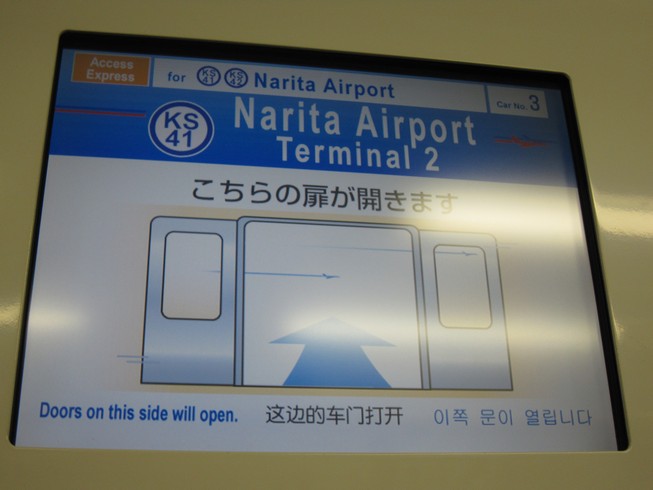 Access
Express
for KS 41 KS 42 Narita Airport
Car No. 3
KS
41
Narita Airport
Terminal 2
こちらの扉が開きます
Doors on this side will open. 这边的车门打开 이쪽 문이 열립니다